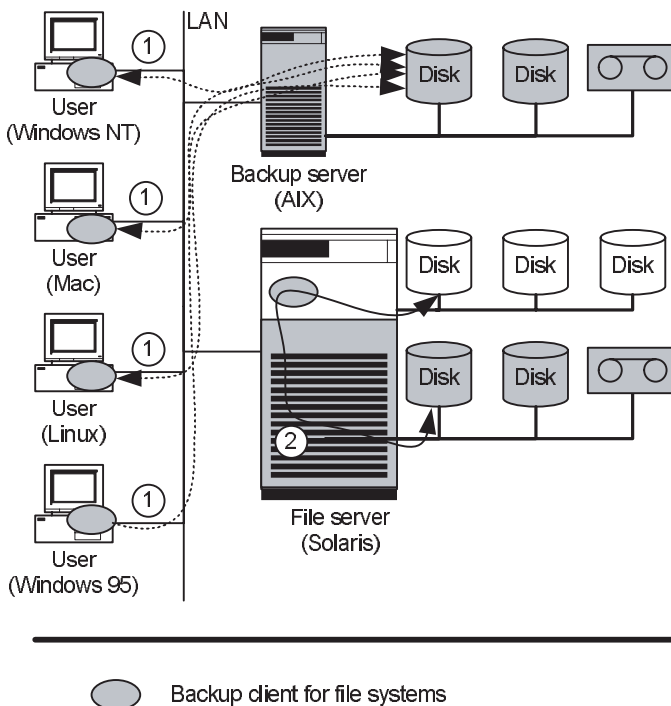 LAN
1
User
(Windows NT)
1
User
(Mac)
1
User
(Linux)
1
User
(Windows 95)
Backup server
(AIX)
Disk
Disk
Disk
Disk
Disk
Disk
Disk
2
File server
(Solaris)
Backup client for file systems